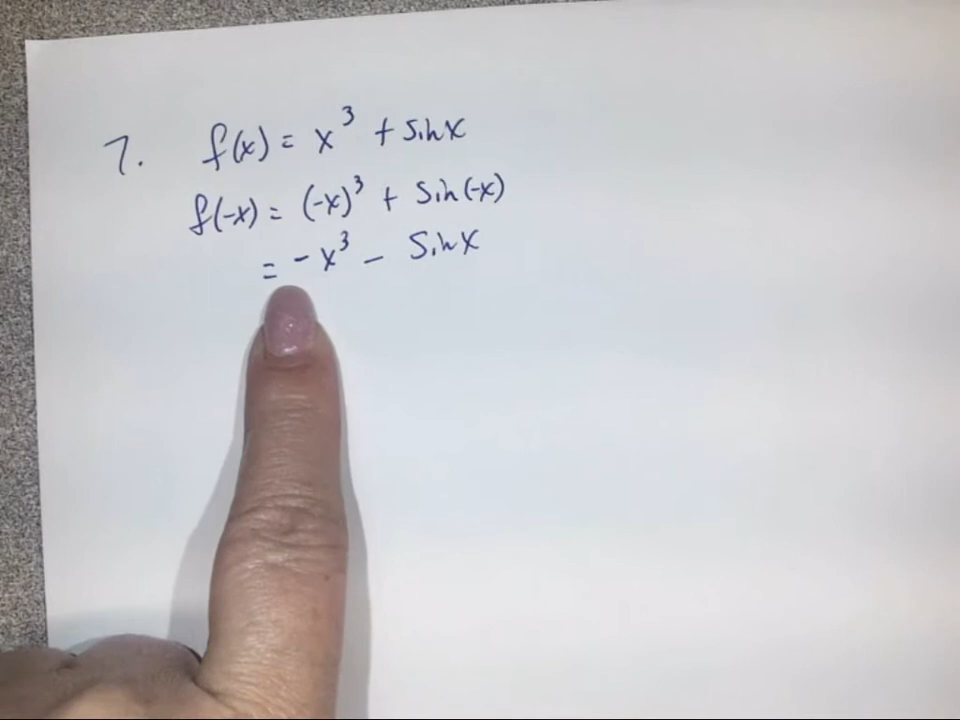 7. f(x) = x³ + sin x
f(-x) = (-x)³ + sin(-x)
= -x³ - sin x